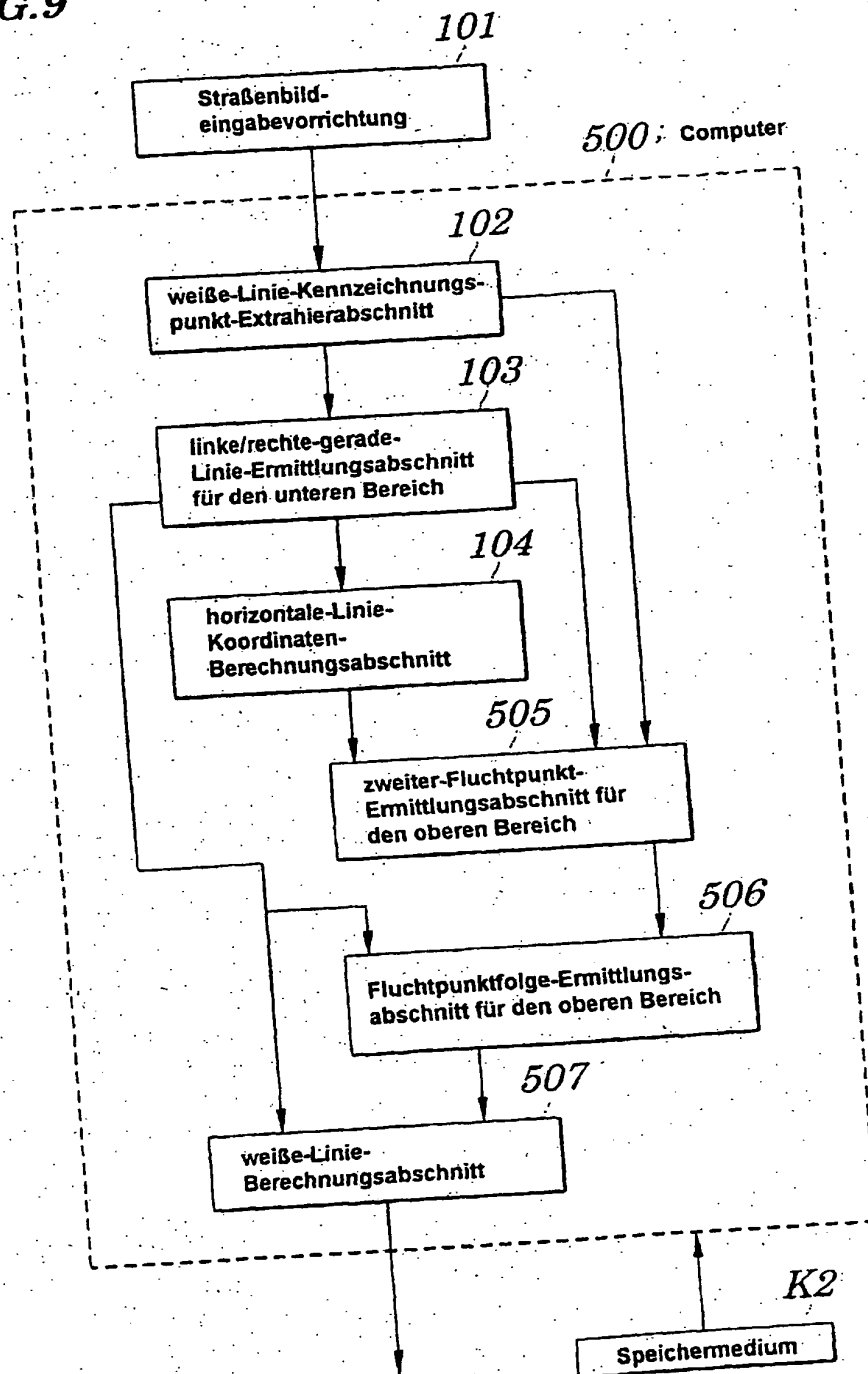 G.9
101
Straßenbild-
eingabevorrichtung
500; Computer
102
weiße-Linie-Kennzeichnungs-
punkt-Extrahierabschnitt
103
linke/rechte-gerade-
Linie-Ermittlungsabschnitt
für den unteren Bereich
104
horizontale-Linie-
Koordinaten-
Berechnungsabschnitt
505
zweiter-Fluchtpunkt-
Ermittlungsabschnitt für
den oberen Bereich
506
Fluchtpunktfolge-Ermittlungs-
abschnitt für den oberen Bereich
507
weiße-Linie-
Berechnungsabschnitt
K2
Speichermedium